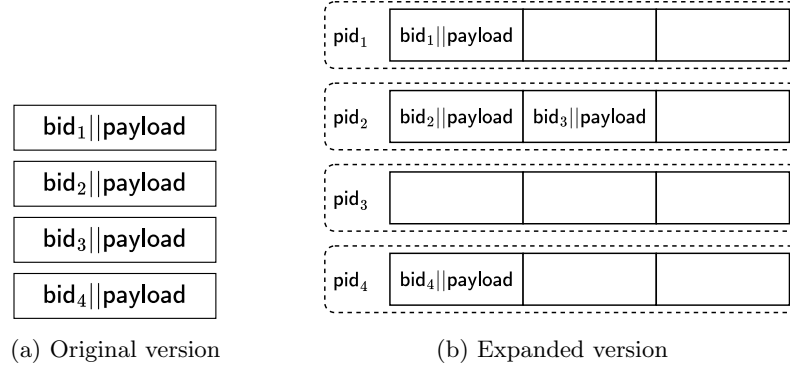 bid₁||payload
bid₂||payload
bid₃||payload
bid₄||payload
(a) Original version
pid₁ bid₁||payload
pid₂ bid₂||payload bid₃||payload
pid₃
pid₄ bid₄||payload
(b) Expanded version